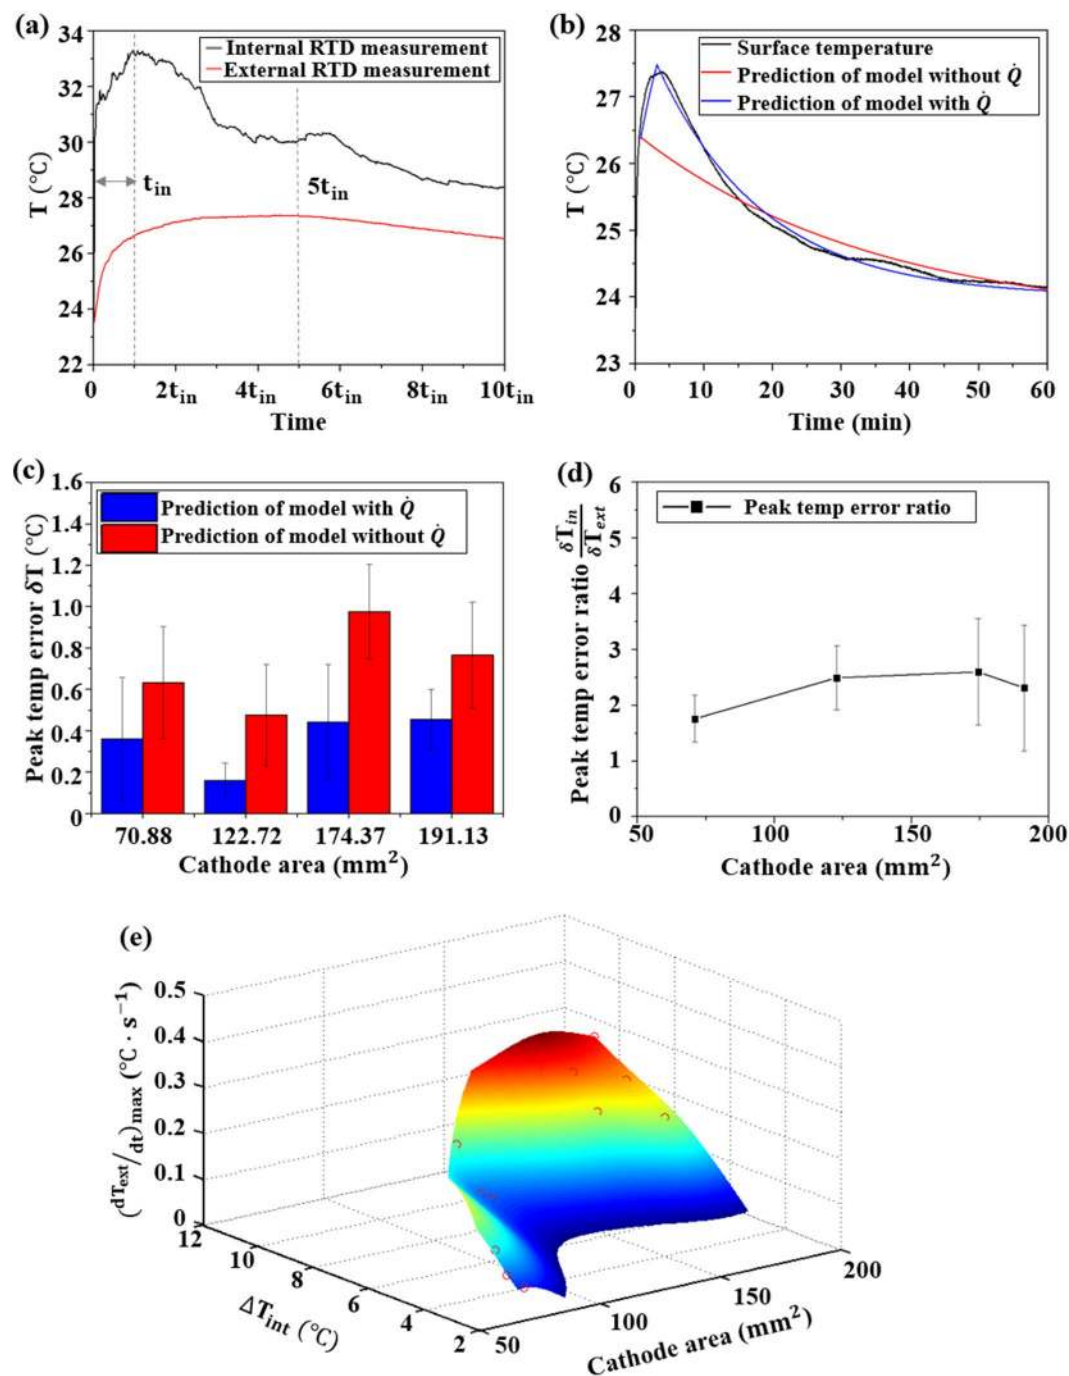 (a)
34
32
30
28
26
24
22
T (°C)
Internal RTD measurement
External RTD measurement
t_in
5t_in
0 2t_in 4t_in 6t_in 8t_in 10t_in
Time
(b)
28
27
26
25
24
23
T (°C)
Surface temperature
Prediction of model without Q̇
Prediction of model with Q̇
0 10 20 30 40 50 60
Time (min)
(c)
1.6
1.4
1.2
1.0
0.8
0.6
0.4
0.2
0
Peak temp error δT (°C)
Prediction of model with Q̇
Prediction of model without Q̇
70.88 122.72 174.37 191.13
Cathode area (mm²)
(d)
6
5
4
3
2
1
0
Peak temp error ratio δT_in/δT_ext
Peak temp error ratio
50 100 150 200
Cathode area (mm²)
(e)
0.5
0.4
0.3
0.2
0.1
0
(dT_ext/dt)max (°C · s⁻¹)
12 10 8 6 4 2
ΔT_int (°C)
50 100 150 200
Cathode area (mm²)